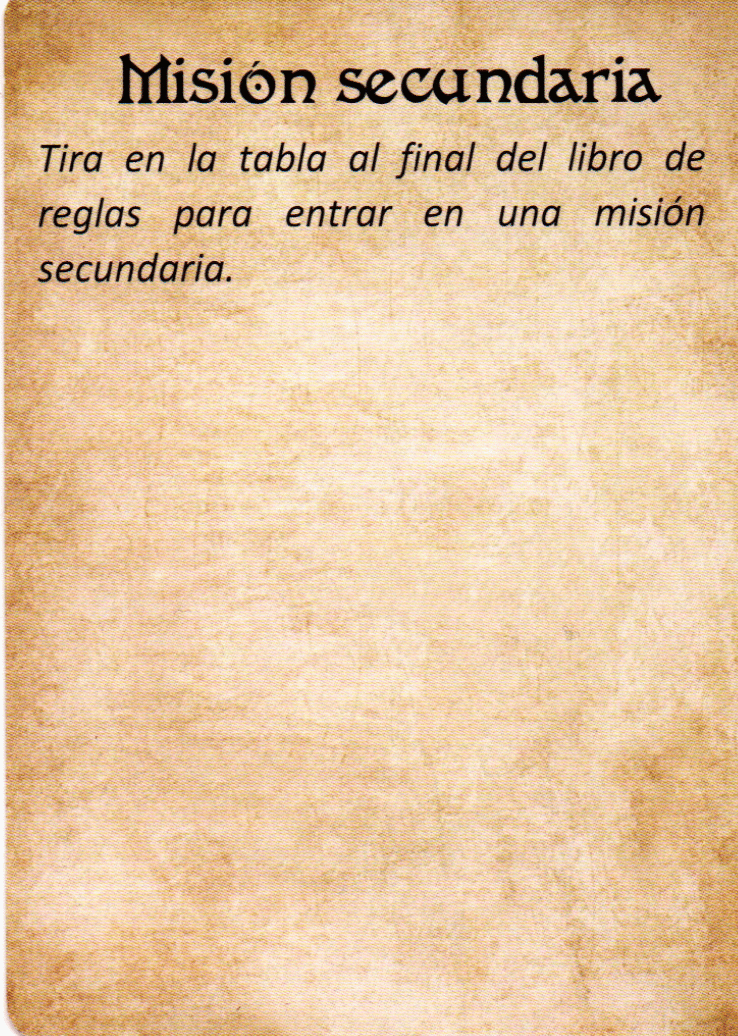 Misión secundaria
Tira en la tabla al final del libro de
reglas para entrar en una misión
secundaria.